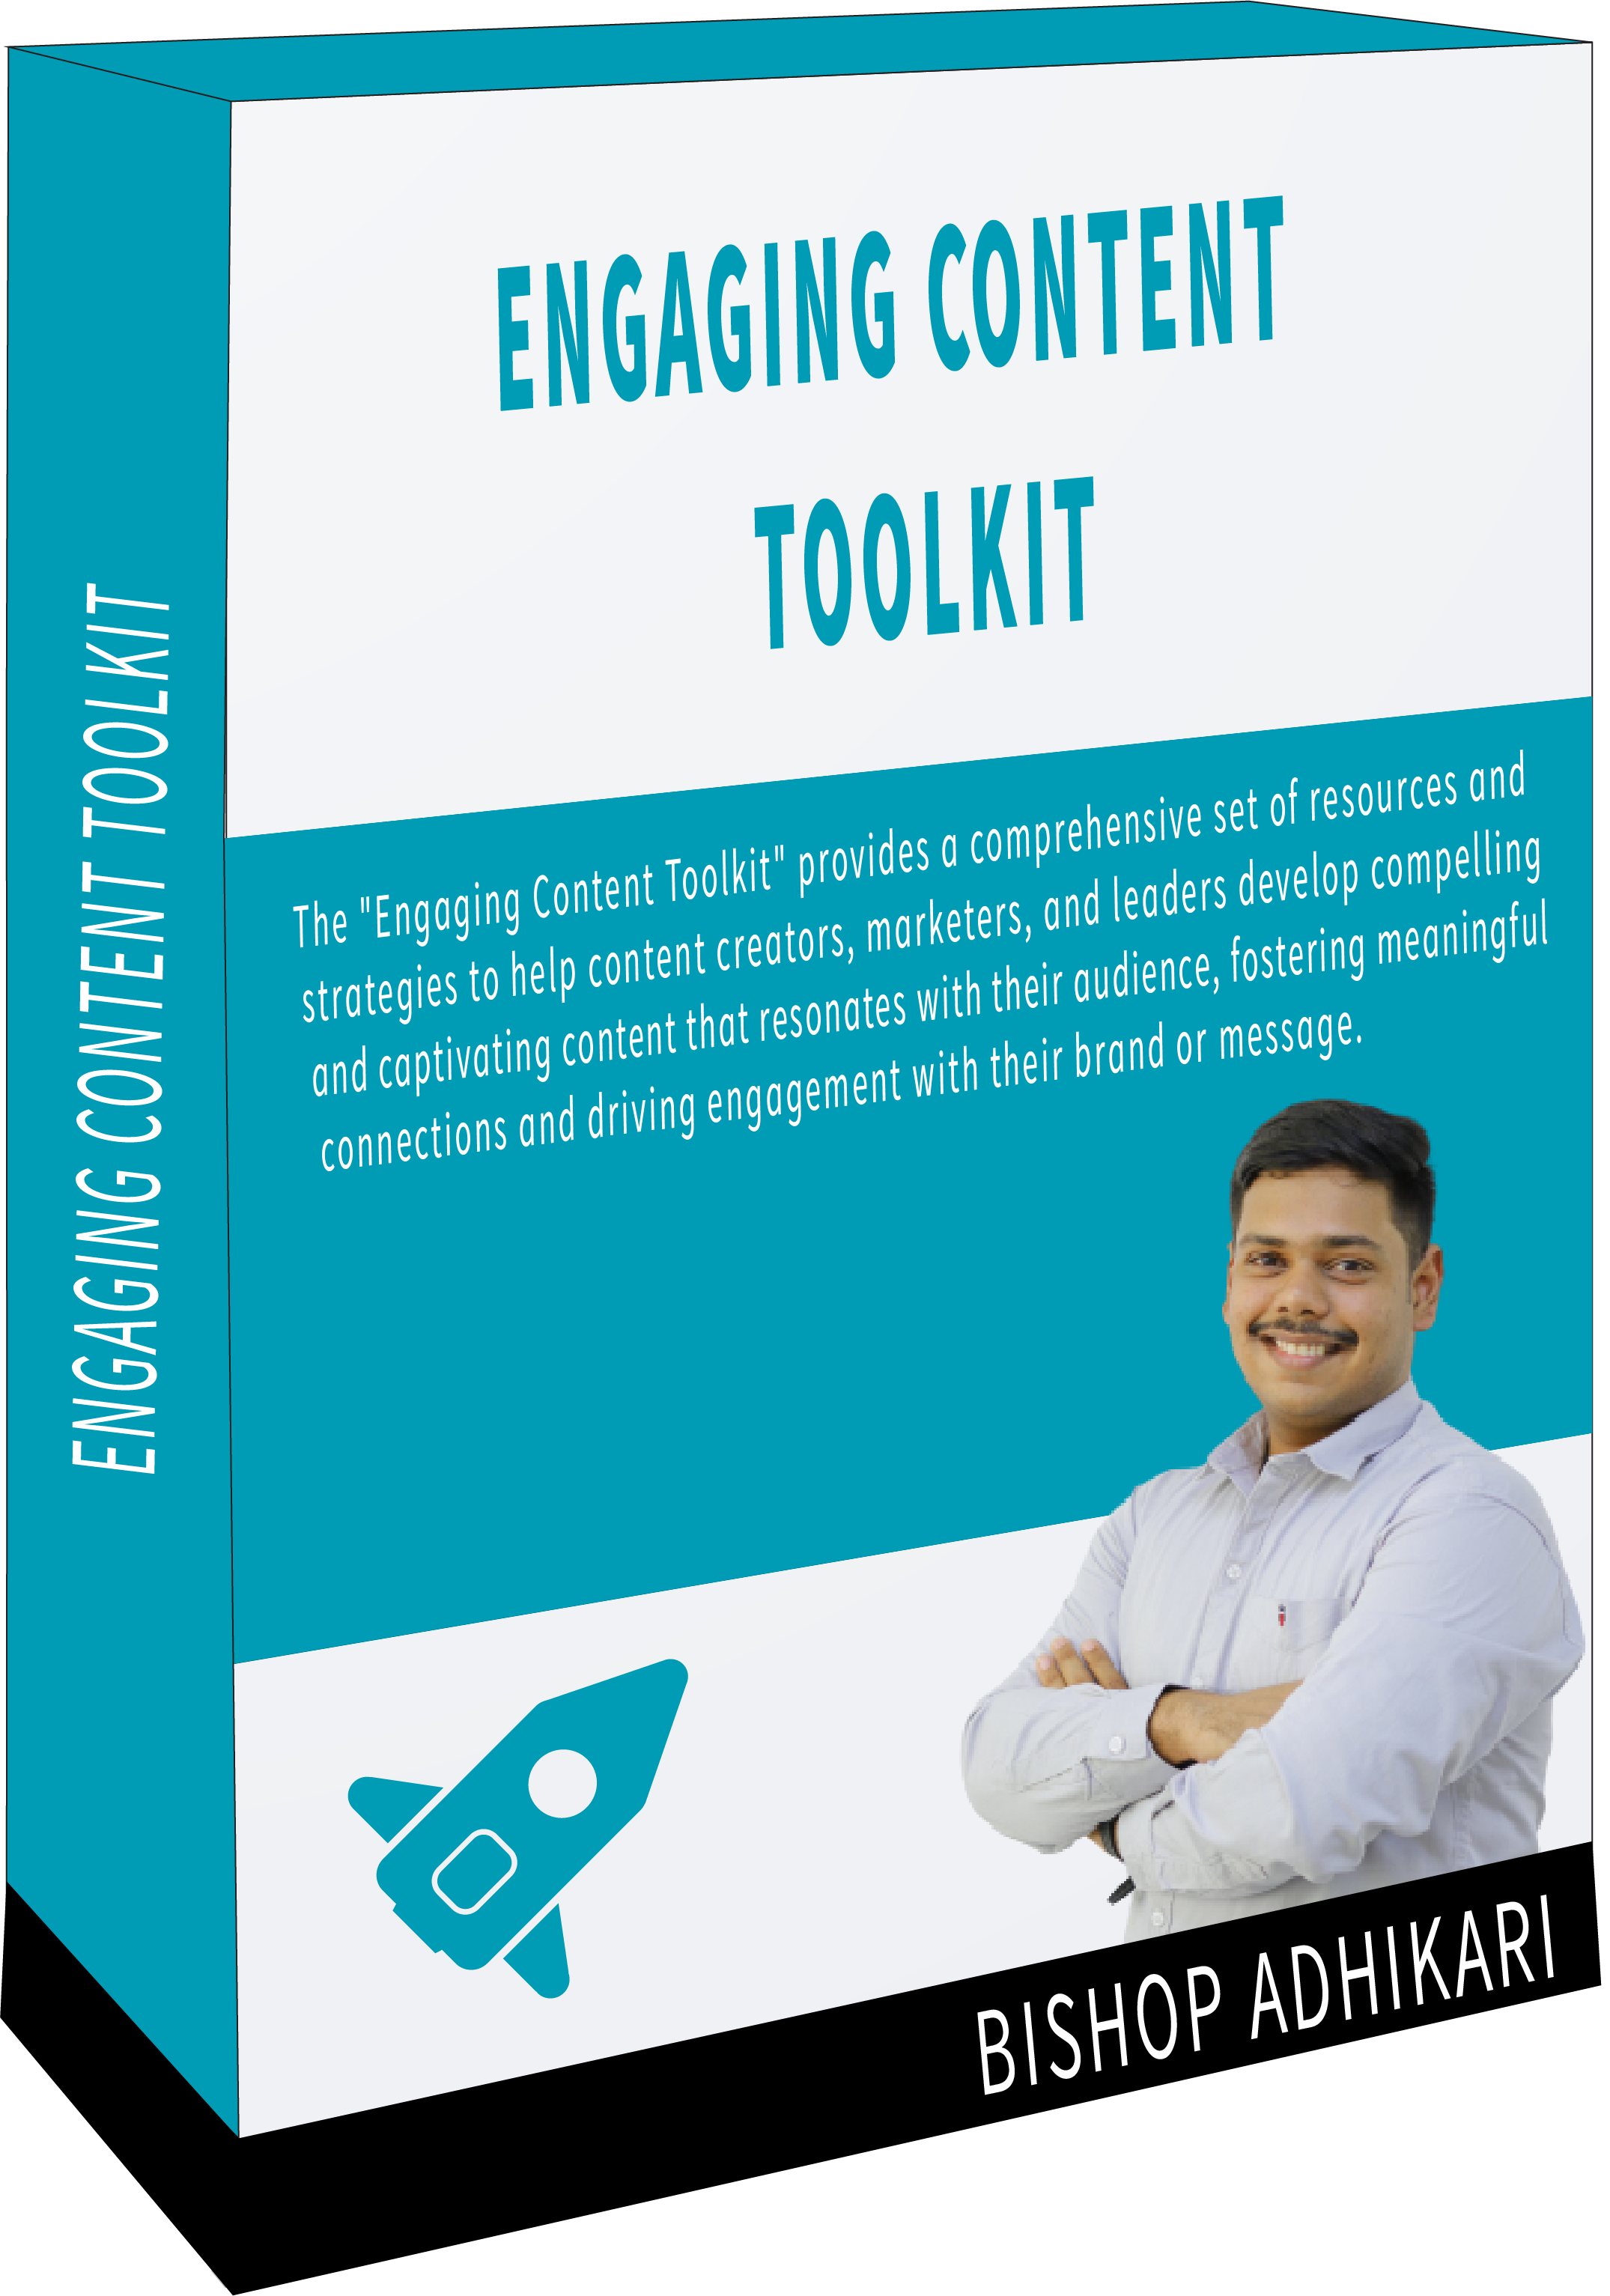 ENGAGING CONTENT
TOOLKIT
ENGAGING CONTENT TOOLKIT
The "Engaging Content Toolkit" provides a comprehensive set of resources and
strategies to help content creators, marketers, and leaders develop compelling
and captivating content that resonates with their audience, fostering meaningful
connections and driving engagement with their brand or message.
BISHOP ADHIKARI